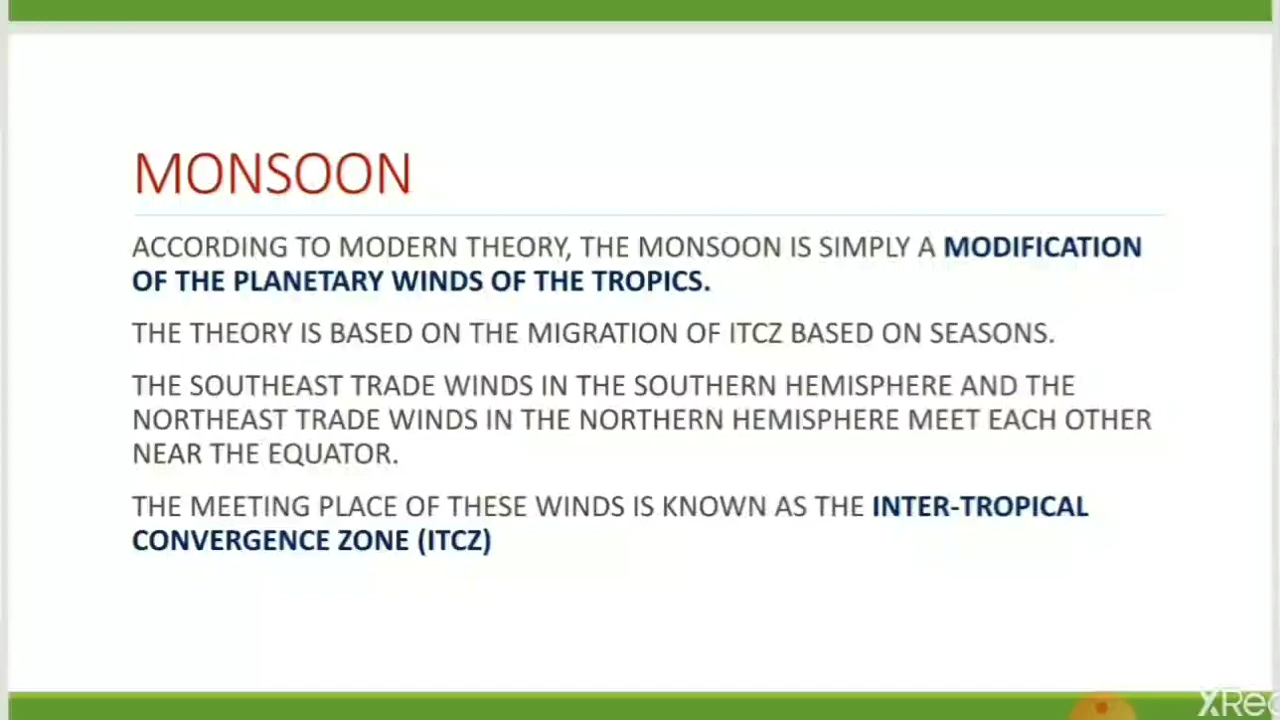 MONSOON
ACCORDING TO MODERN THEORY, THE MONSOON IS SIMPLY A MODIFICATION
OF THE PLANETARY WINDS OF THE TROPICS.
THE THEORY IS BASED ON THE MIGRATION OF ITCZ BASED ON SEASONS.
THE SOUTHEAST TRADE WINDS IN THE SOUTHERN HEMISPHERE AND THE
NORTHEAST TRADE WINDS IN THE NORTHERN HEMISPHERE MEET EACH OTHER
NEAR THE EQUATOR.
THE MEETING PLACE OF THESE WINDS IS KNOWN AS THE INTER-TROPICAL
CONVERGENCE ZONE (ITCZ)
XRec